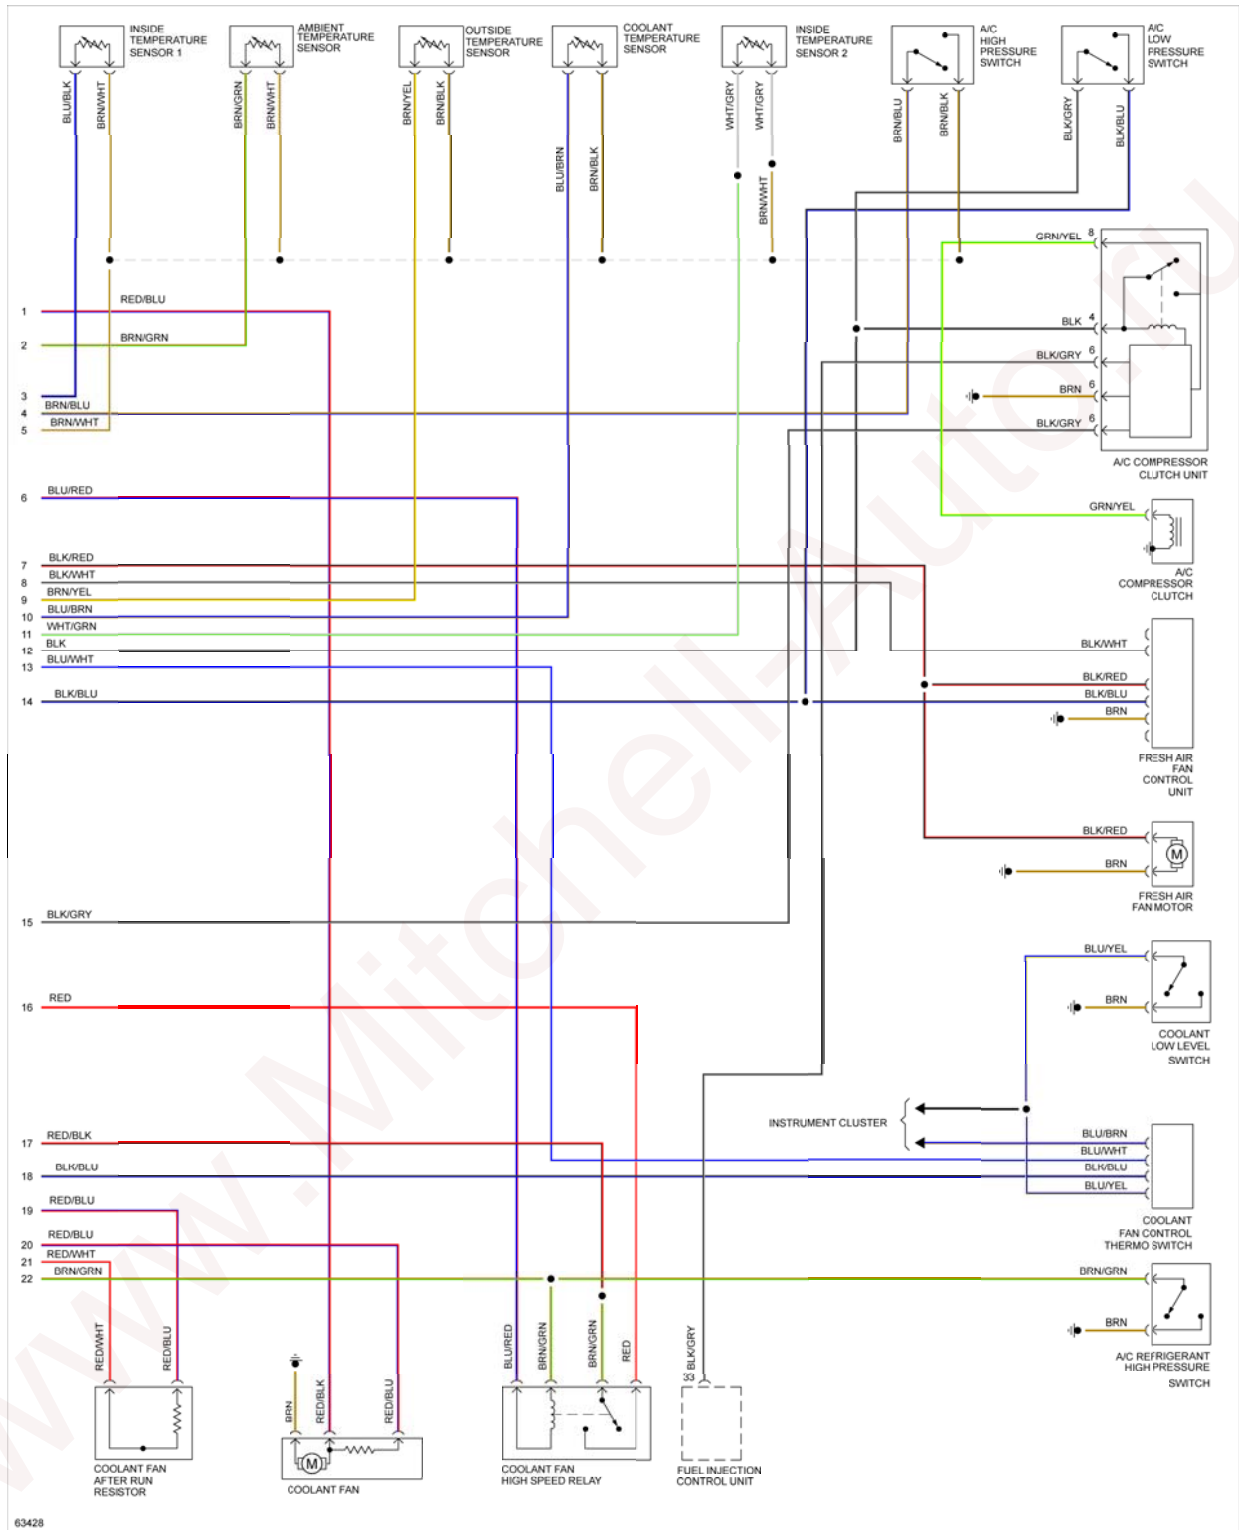 INSIDE
TEMPERATURE
SENSOR 1
AMBIENT
TEMPERATURE
SENSOR
OUTSIDE
TEMPERATURE
SENSOR
COOLANT
TEMPERATURE
SENSOR
INSIDE
TEMPERATURE
SENSOR 2
A/C
HIGH
PRESSURE
SWITCH
A/C
LOW
PRESSURE
SWITCH
BLU/BLK
BRN/WHT
BRN/GRN
BRN/WHT
BRN/YEL
BRN/BLK
BLU/BRN
BRN/BLK
WHT/GRY
WHT/GRY
BRN/WHT
BRN/BLU
BRN/BLK
BLK/GRY
BLK/BLU
GRN/YEL 8
BLK 4
BLK/GRY 6
BRN 6
BLK/GRY 6
A/C COMPRESSOR
CLUTCH UNIT
1 RED/BLU
2 BRN/GRN
3
4 BRN/BLU
5 BRN/WHT
6 BLU/RED
7 BLK/RED
8 BLK/WHT
9 BRN/YEL
10 BLU/BRN
11 WHT/GRN
12 BLK
13 BLU/WHT
14 BLK/BLU
15 BLK/GRY
16 RED
17 RED/BLK
18 BLK/BLU
19 RED/BLU
20 RED/BLU
21 RED/WHT
22 BRN/GRN
GRN/YEL
A/C
COMPRESSOR
CLUTCH
BLK/WHT
BLK/RED
BLK/BLU
BRN
FRESH AIR
FAN
CONTROL
UNIT
BLK/RED
BRN
M
FRESH AIR
FAN MOTOR
BLU/YEL
BRN
COOLANT
LOW LEVEL
SWITCH
INSTRUMENT CLUSTER
BLU/BRN
BLU/WHT
BLK/BLU
BLU/YEL
COOLANT
FAN CONTROL
THERMO SWITCH
BRN/GRN
BRN
A/C REFRIGERANT
HIGH PRESSURE
SWITCH
RED/WHT
RED/BLU
COOLANT FAN
AFTER RUN
RESISTOR
BRN
RED/BLK
RED/BLU
M
COOLANT FAN
BLU/RED
BRN/GRN
BRN/GRN
RED
COOLANT FAN
HIGH SPEED RELAY
33 BLK/GRY
FUEL INJECTION
CONTROL UNIT
63428
www.Mitchell-Auto.ru